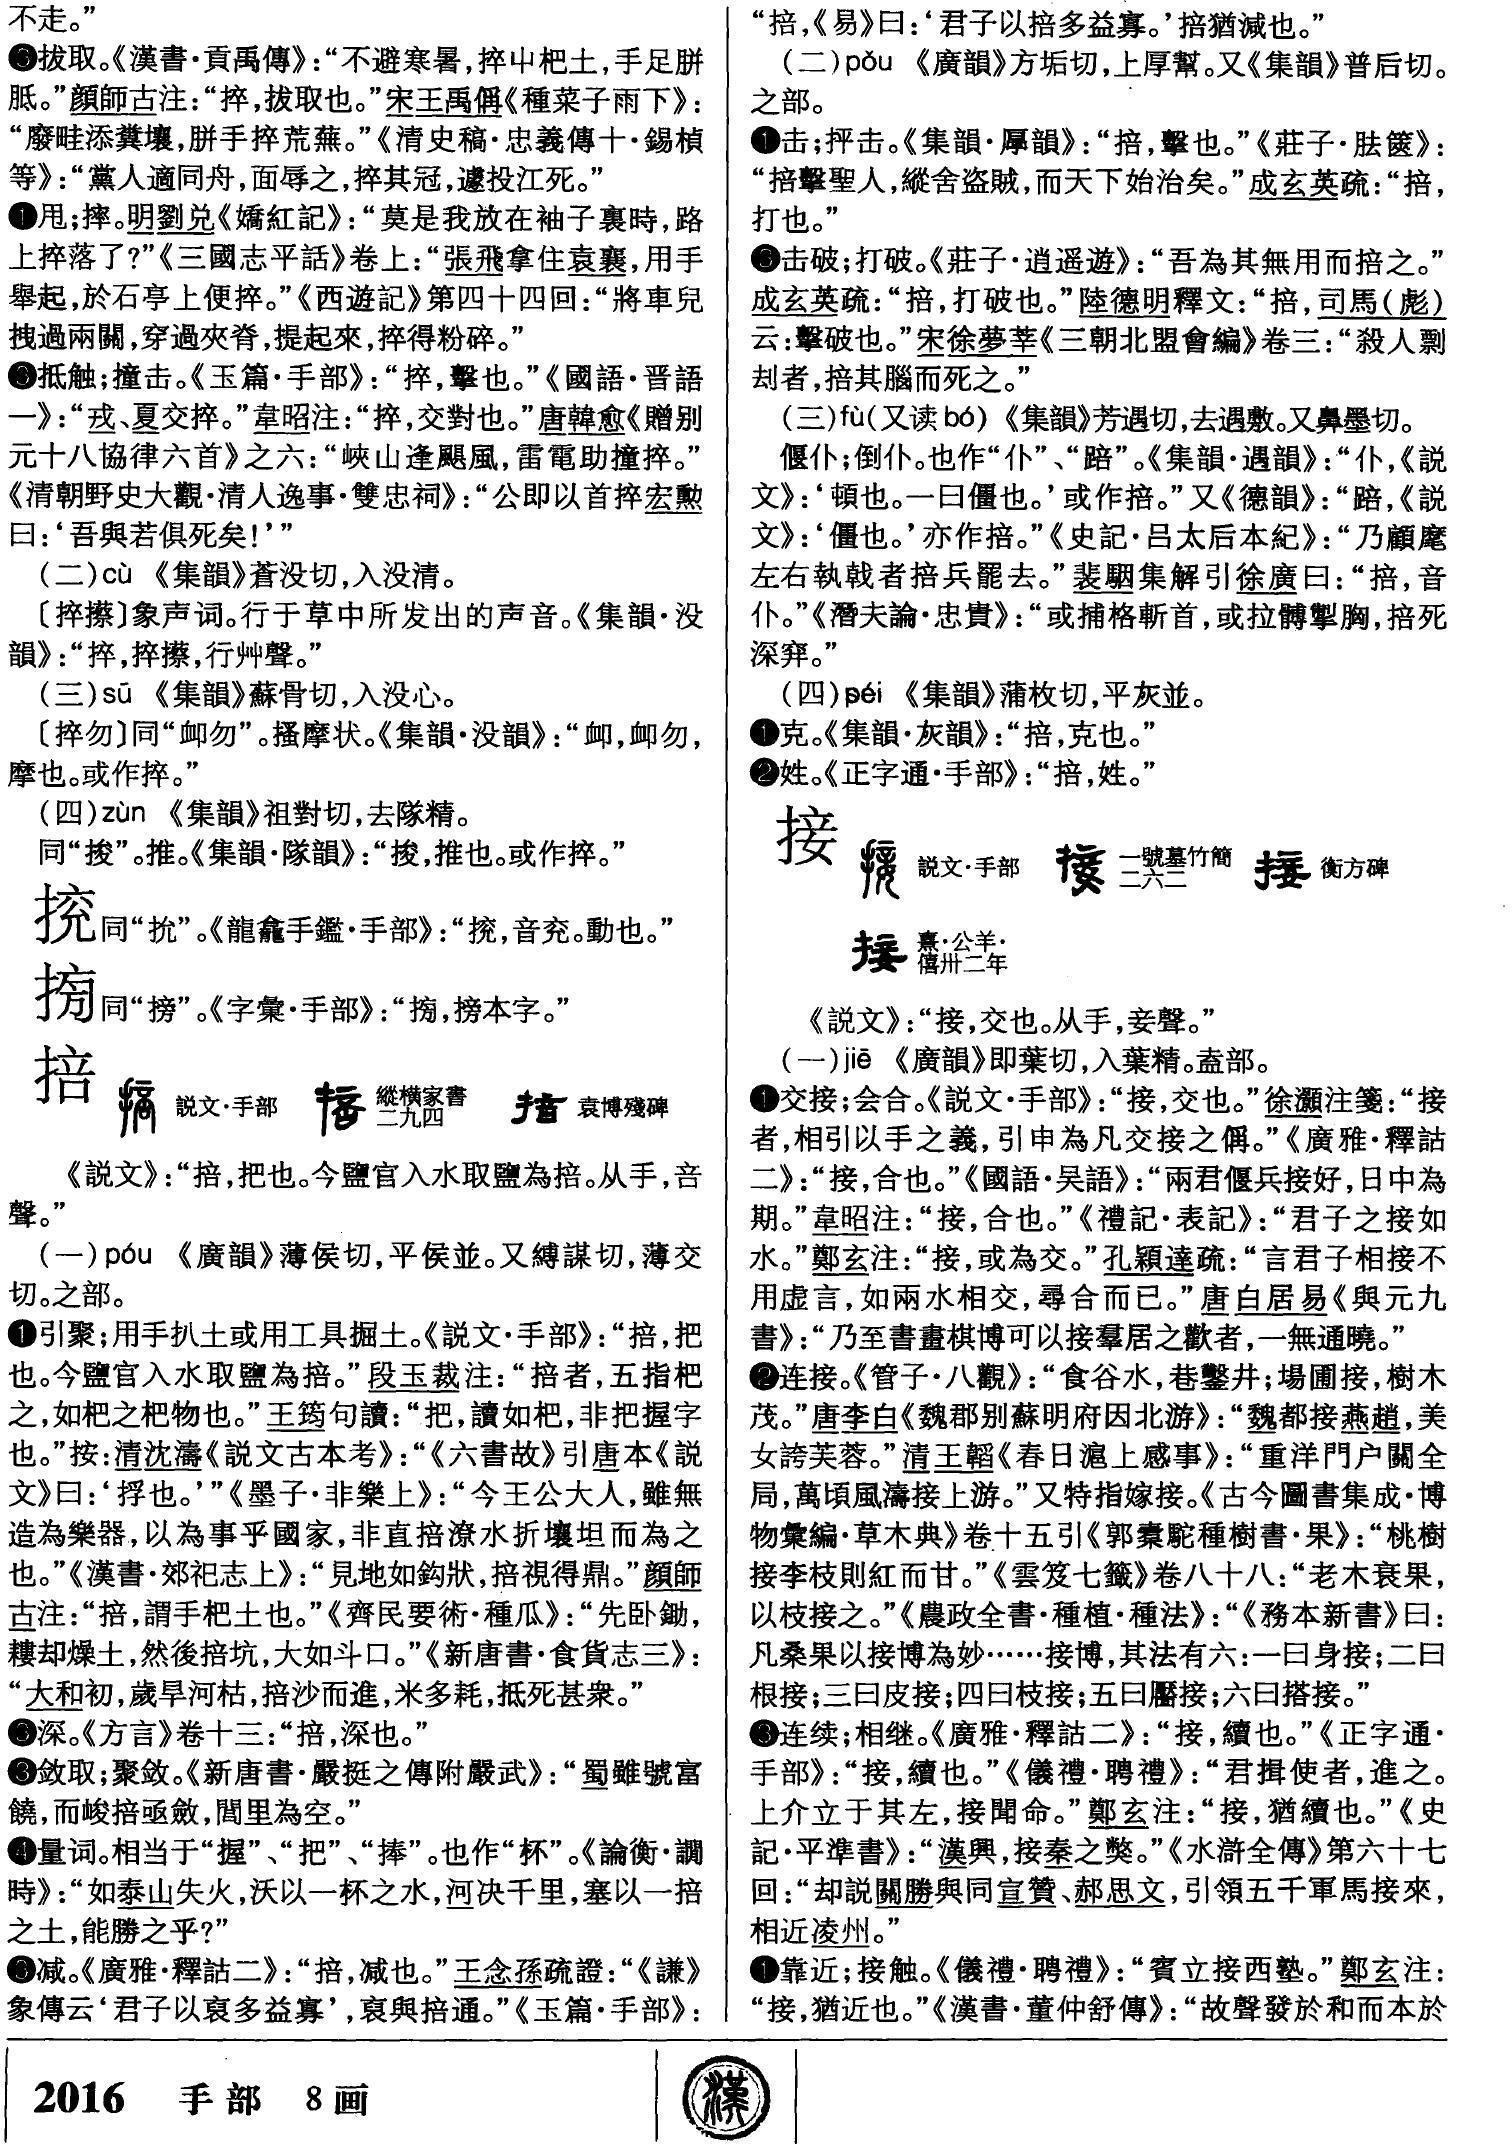 不走。”
❸拔取。《漢書·貢禹傳》：“不避寒暑，捽屮杷土，手足胼
胝。”顔師古注：“捽，拔取也。”宋王禹偁《種菜子雨下》：
“廢畦添糞壤，胼手捽荒蕪。”《清史稿·忠義傳十·錫楨
等》：“黨人適同舟，面辱之，捽其冠，遽投江死。”
甩；摔。明劉兑《嬌紅記》：“莫是我放在袖子裏時，路
上捽落了？”《三國志平話》卷上：“張飛拿住袁襄，用手
舉起，於石亭上便捽。”《西遊記》第四十四回：“將車兒
拽過兩關，穿過夾脊，提起來，捽得粉碎。”
抵触；撞击。《玉篇·手部》：“捽，擊也。”《國語·晋語
一》：“戎、夏交捽。”韋昭注：“捽，交對也。”唐韓愈《贈别
元十八協律六首》之六：“峽山逢颶風，雷電助撞捽。”
《清朝野史大觀·清人逸事·雙忠祠》：“公即以首捽宏勲
曰：‘吾與若俱死矣！’”
（二）cù 《集韻》蒼没切，入没清。
〔捽擦〕象声词。行于草中所发出的声音。《集韻·没
韻》：“捽，捽擦，行艸聲。”
（三）sū 《集韻》蘇骨切，入没心。
〔捽勿〕同“卹勿”。搔摩状。《集韻·没韻》：“卹，卹勿，
摩也。或作捽。”
（四）zùn 《集韻》祖對切，去隊精。
同“捘”。推。《集韻·隊韻》：“捘，推也。或作捽。”
㧡同“抭”。《龍龕手鑑·手部》：“㧡，音充。動也。”
同“搒”。《字彙·手部》：“搒本字。”
掊 説文·手部 縱横家書二九四 袁博殘碑
《説文》：“掊，把也。今鹽官入水取鹽為掊。从手，咅
聲。”
（一）póu 《廣韻》薄侯切，平侯並。又縛謀切，薄交
切。之部。
❶引聚；用手扒土或用工具掘土。《説文·手部》：“掊，把
也。今鹽官入水取鹽為掊。”段玉裁注：“掊者，五指杷
之，如杷之杷物也。”王筠句讀：“把，讀如杷，非把握字
也。”按：清沈濤《説文古本考》：“《六書故》引唐本《説
文》曰：‘捊也。’”《墨子·非樂上》：“今王公大人，雖無
造為樂器，以為事乎國家，非直掊潦水折壤坦而為之
也。”《漢書·郊祀志上》：“見地如鈎狀，掊視得鼎。”顔師
古注：“掊，謂手杷土也。”《齊民要術·種瓜》：“先卧鋤，
耬却燥土，然後掊坑，大如斗口。”《新唐書·食貨志三》：
“大和初，歲旱河枯，掊沙而進，米多耗，抵死甚衆。”
❷深。《方言》卷十三：“掊，深也。”
❸敛取；聚敛。《新唐書·嚴挺之傳附嚴武》：“蜀雖號富
饒，而峻掊亟斂，閭里為空。”
❹量词。相当于“握”、“把”、“捧”。也作“杯”。《論衡·調
時》：“如泰山失火，沃以一杯之水，河决千里，塞以一掊
之土，能勝之乎？”
❺减。《廣雅·釋詁二》：“掊，减也。”王念孫疏證：“《謙》
象傳云‘君子以裒多益寡’，裒與掊通。”《玉篇·手部》：
“掊，《易》曰：‘君子以掊多益寡。’掊猶減也。”
（二）pǒu 《廣韻》方垢切，上厚幫。又《集韻》普后切。
之部。
❶击；抨击。《集韻·厚韻》：“掊，擊也。”《莊子·胠篋》：
“掊擊聖人，縱舍盗賊，而天下始治矣。”成玄英疏：“掊，
打也。”
❷击破；打破。《莊子·逍遥遊》：“吾為其無用而掊之。”
成玄英疏：“掊，打破也。”陸德明釋文：“掊，司馬（彪）
云：擊破也。”宋徐夢莘《三朝北盟會編》卷三：“殺人剽
刦者，掊其腦而死之。”
（三）fù（又读bó） 《集韻》芳遇切，去遇敷。又鼻墨切。
偃仆；倒仆。也作“仆”、“踣”。《集韻·遇韻》：“仆，《説
文》：‘頓也。一曰僵也。’或作掊。”又《德韻》：“踣，《説
文》：‘僵也。’亦作掊。”《史記·吕太后本紀》：“乃顧麾
左右執戟者掊兵罷去。”裴駰集解引徐廣曰：“掊，音
仆。”《潛夫論·忠貴》：“或捕格斬首，或拉髆掣胸，掊死
深穽。”
（四）péi 《集韻》蒲枚切，平灰並。
❶克。《集韻·灰韻》：“掊，克也。”
❷姓。《正字通·手部》：“掊，姓。”
接 説文·手部 一號墓竹簡二六二 衡方碑
熹·公羊·僖卅二年
《説文》：“接，交也。从手，妾聲。”
（一）jiē 《廣韻》即葉切，入葉精。盍部。
❶交接；会合。《説文·手部》：“接，交也。”徐灝注箋：“接
者，相引以手之義，引申為凡交接之偁。”《廣雅·釋詁
二》：“接，合也。”《國語·吴語》：“兩君偃兵接好，日中為
期。”韋昭注：“接，合也。”《禮記·表記》：“君子之接如
水。”鄭玄注：“接，或為交。”孔穎達疏：“言君子相接不
用虚言，如兩水相交，尋合而已。”唐白居易《與元九
書》：“乃至書畫棋博可以接羣居之歡者，一無通曉。”
❷连接。《管子·八觀》：“食谷水，巷鑿井；場圃接，樹木
茂。”唐李白《魏郡别蘇明府因北游》：“魏都接燕趙，美
女誇芙蓉。”清王韜《春日滬上感事》：“重洋門户關全
局，萬頃風濤接上游。”又特指嫁接。《古今圖書集成·博
物彙編·草木典》卷十五引《郭橐駝種樹書·果》：“桃樹
接李枝則紅而甘。”《雲笈七籤》卷八十八：“老木衰果，
以枝接之。”《農政全書·種植·種法》：“《務本新書》曰：
凡桑果以接博為妙……接博，其法有六：一曰身接；二曰
根接；三曰皮接；四曰枝接；五曰靨接；六曰搭接。”
❸连续；相继。《廣雅·釋詁二》：“接，續也。”《正字通·
手部》：“接，續也。”《儀禮·聘禮》：“君揖使者，進之。
上介立于其左，接聞命。”鄭玄注：“接，猶續也。”《史
記·平準書》：“漢興，接秦之獘。”《水滸全傳》第六十七
回：“却説關勝與同宣贊、郝思文，引領五千軍馬接來，
相近凌州。”
❹靠近；接触。《儀禮·聘禮》：“賓立接西塾。”鄭玄注：
“接，猶近也。”《漢書·董仲舒傳》：“故聲發於和而本於
2016 手部 8画
漢